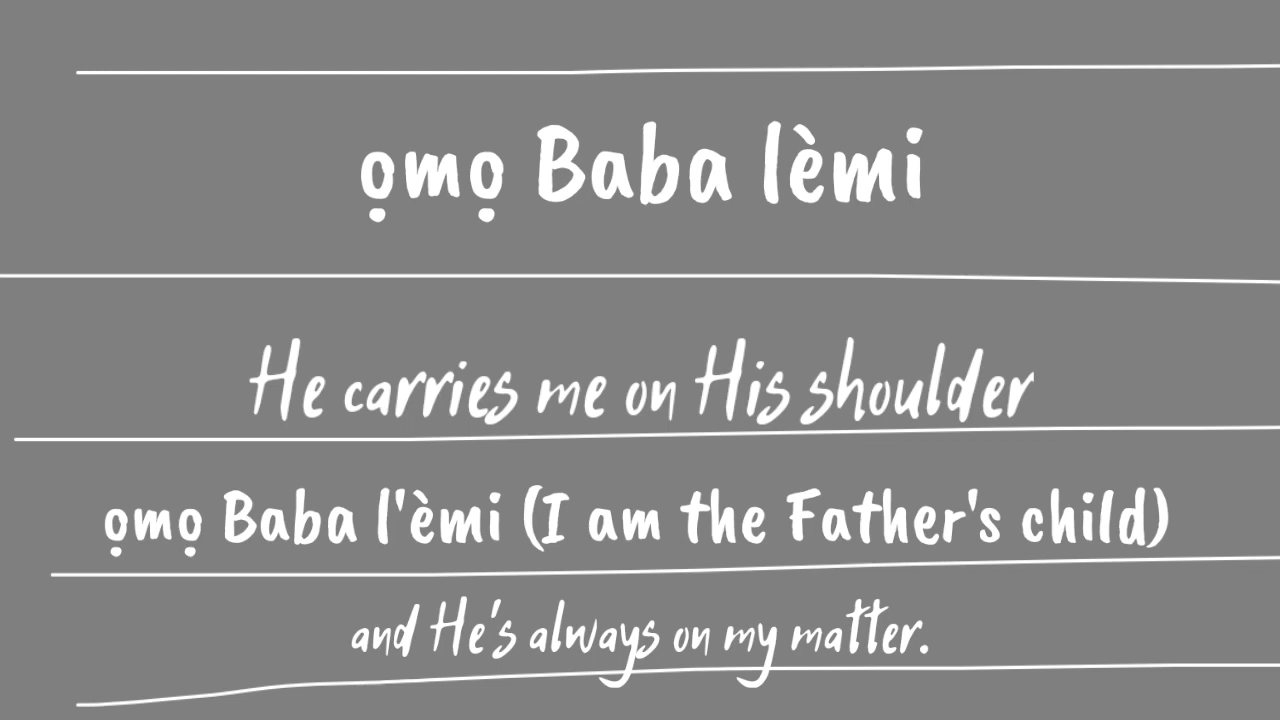 ọmọ Baba lèmi
He carries me on His shoulder
ọmọ Baba l'èmi (I am the Father's child)
and He's always on my matter.